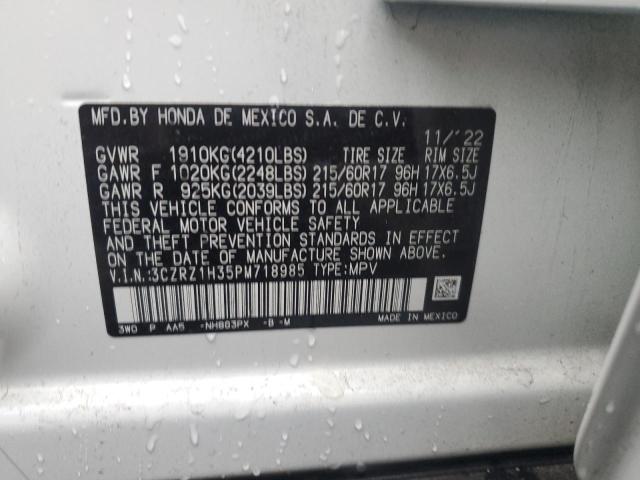 MFD.BY HONDA DE MEXICO S.A. DE C.V.
11/'22
GVWR 1910KG(4210LBS) TIRE SIZE RIM SIZE
GAWR F 1020KG(2248LBS) 215/60R17 96H 17X6.5J
GAWR R 925KG(2039LBS) 215/60R17 96H 17X6.5J
THIS VEHICLE CONFORMS TO ALL APPLICABLE
FEDERAL MOTOR VEHICLE SAFETY
AND THEFT PREVENTION STANDARDS IN EFFECT
ON THE DATE OF MANUFACTURE SHOWN ABOVE.
V.I.N.:3CZRZ1H35PM718985 TYPE:MPV
3W0 P AA5 -NH883PX -B -M MADE IN MEXICO